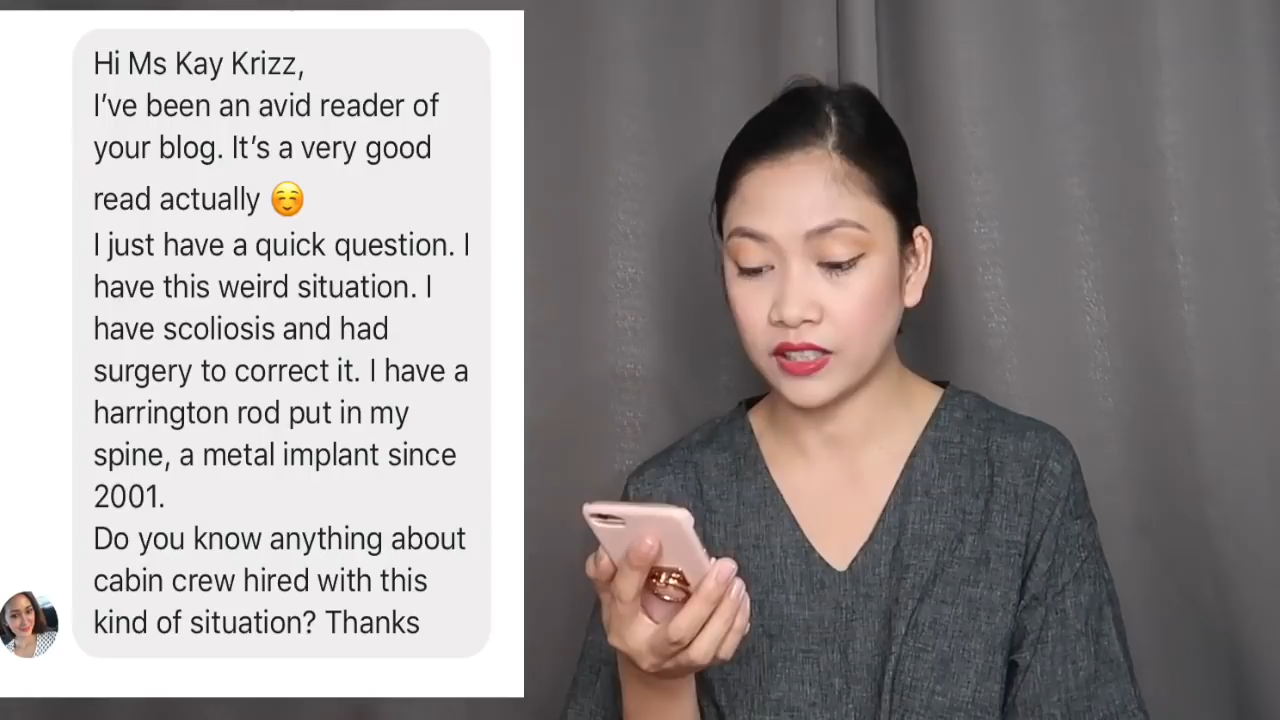 Hi Ms Kay Krizz,
I've been an avid reader of
your blog. It's a very good
read actually ☺️
I just have a quick question. I
have this weird situation. I
have scoliosis and had
surgery to correct it. I have a
harrington rod put in my
spine, a metal implant since
2001.
Do you know anything about
cabin crew hired with this
kind of situation? Thanks